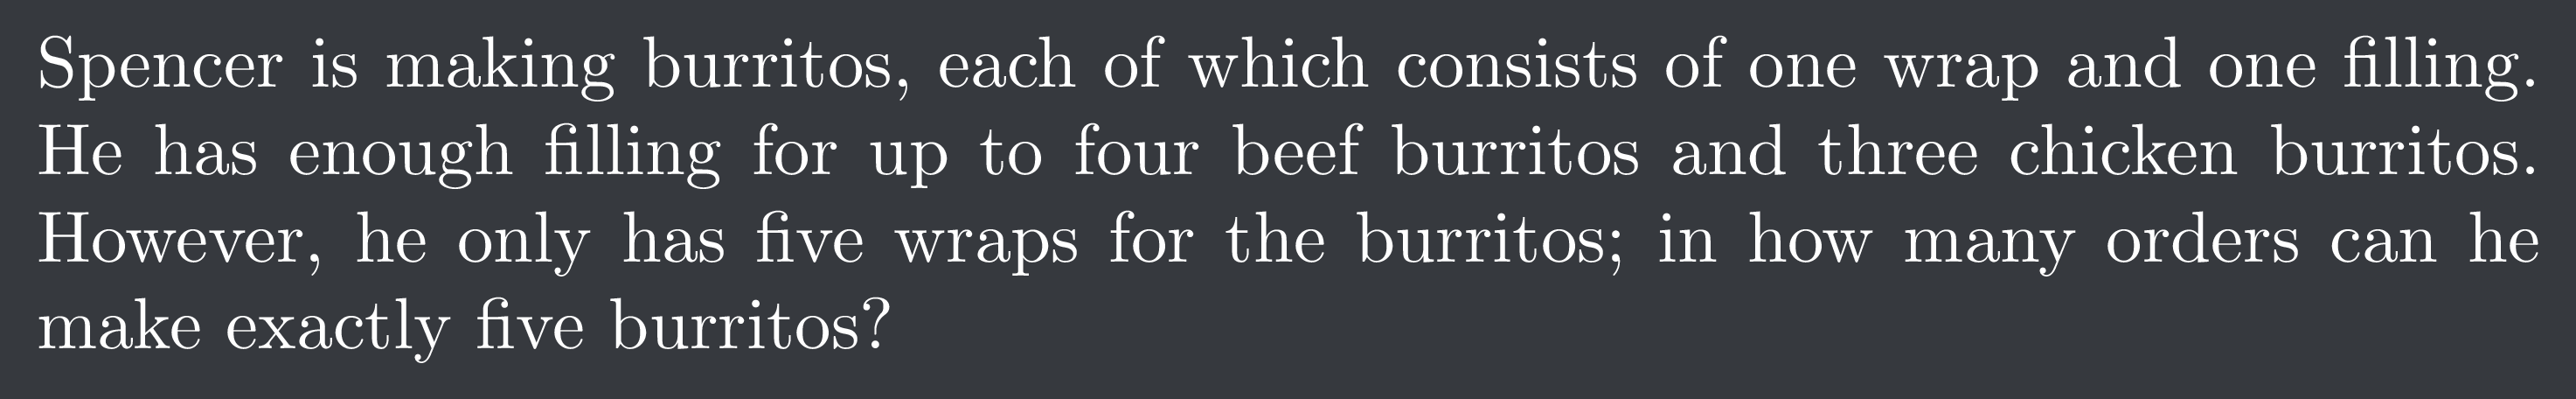 Spencer is making burritos, each of which consists of one wrap and one filling.
He has enough filling for up to four beef burritos and three chicken burritos.
However, he only has five wraps for the burritos; in how many orders can he
make exactly five burritos?